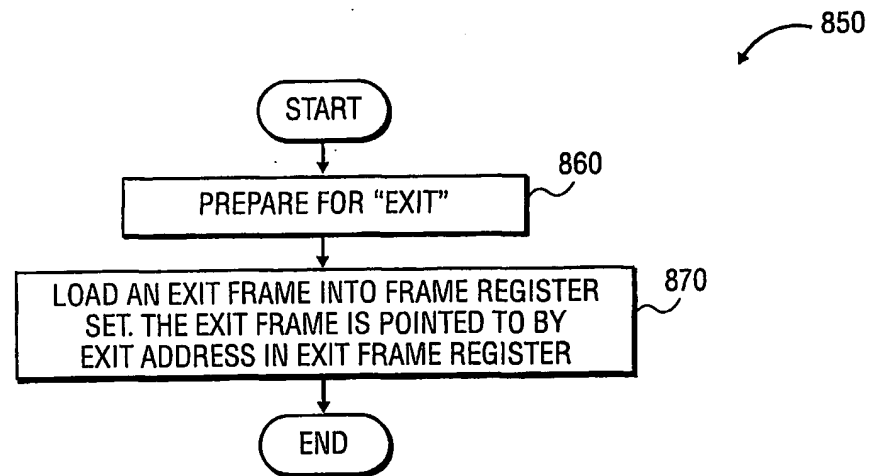 850
START
860
PREPARE FOR “EXIT”
870
LOAD AN EXIT FRAME INTO FRAME REGISTER
SET. THE EXIT FRAME IS POINTED TO BY
EXIT ADDRESS IN EXIT FRAME REGISTER
END